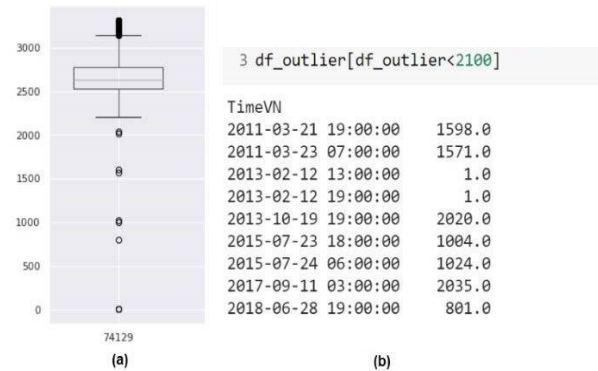 3000
2500
2000
1500
1000
500
0
74129
(a)
3 df_outlier[df_outlier<2100]
TimeVN
2011-03-21 19:00:00 1598.0
2011-03-23 07:00:00 1571.0
2013-02-12 13:00:00 1.0
2013-02-12 19:00:00 1.0
2013-10-19 19:00:00 2020.0
2015-07-23 18:00:00 1004.0
2015-07-24 06:00:00 1024.0
2017-09-11 03:00:00 2035.0
2018-06-28 19:00:00 801.0
(b)